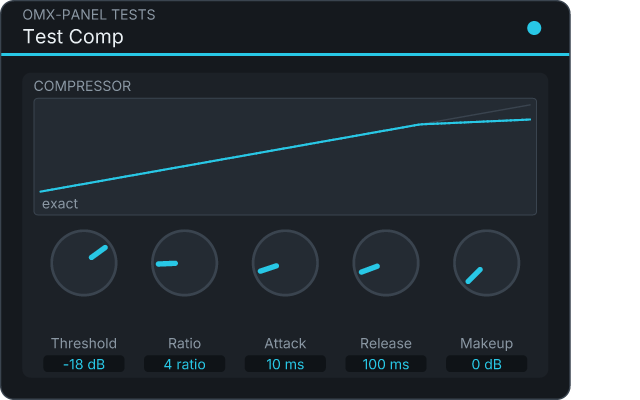 OMX-PANEL TESTS
Test Comp
COMPRESSOR
exact
Threshold Ratio Attack Release Makeup
-18 dB 4 ratio 10 ms 100 ms 0 dB